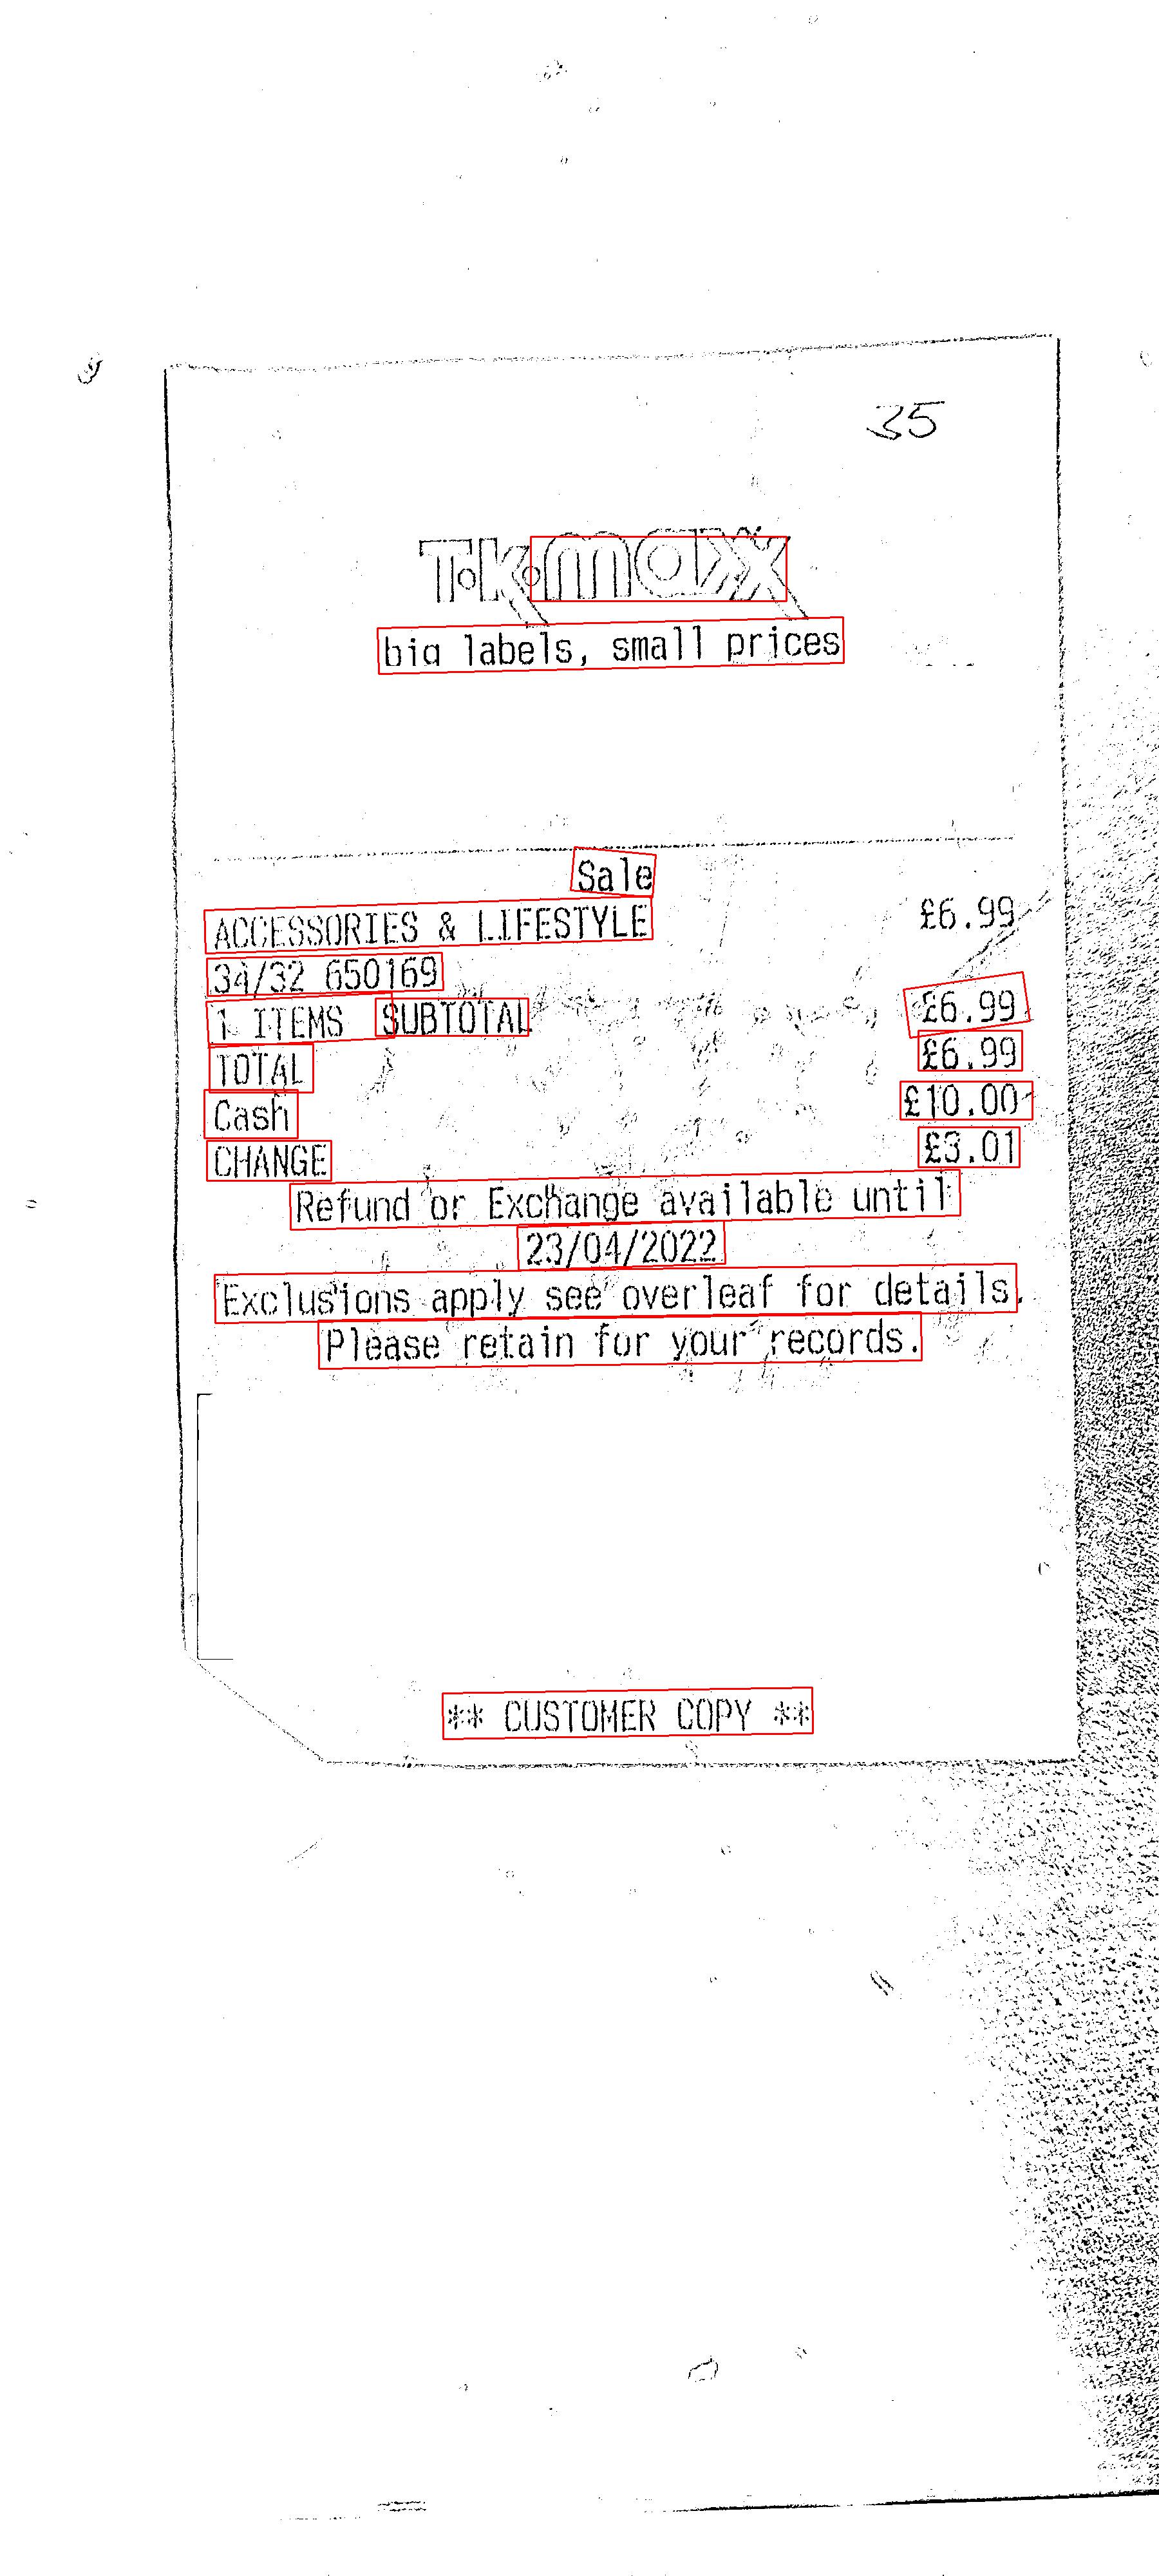 35
T.K.maxx
big labels, small prices
Sale
ACCESSORIES & LIFESTYLE £6.99
34/32 650169
1 ITEMS SUBTOTAL £6.99
TOTAL £6.99
Cash £10.00
CHANGE £3.01
Refund or Exchange available until
23/04/2022
Exclusions apply see overleaf for details.
Please retain for your records.
** CUSTOMER COPY **